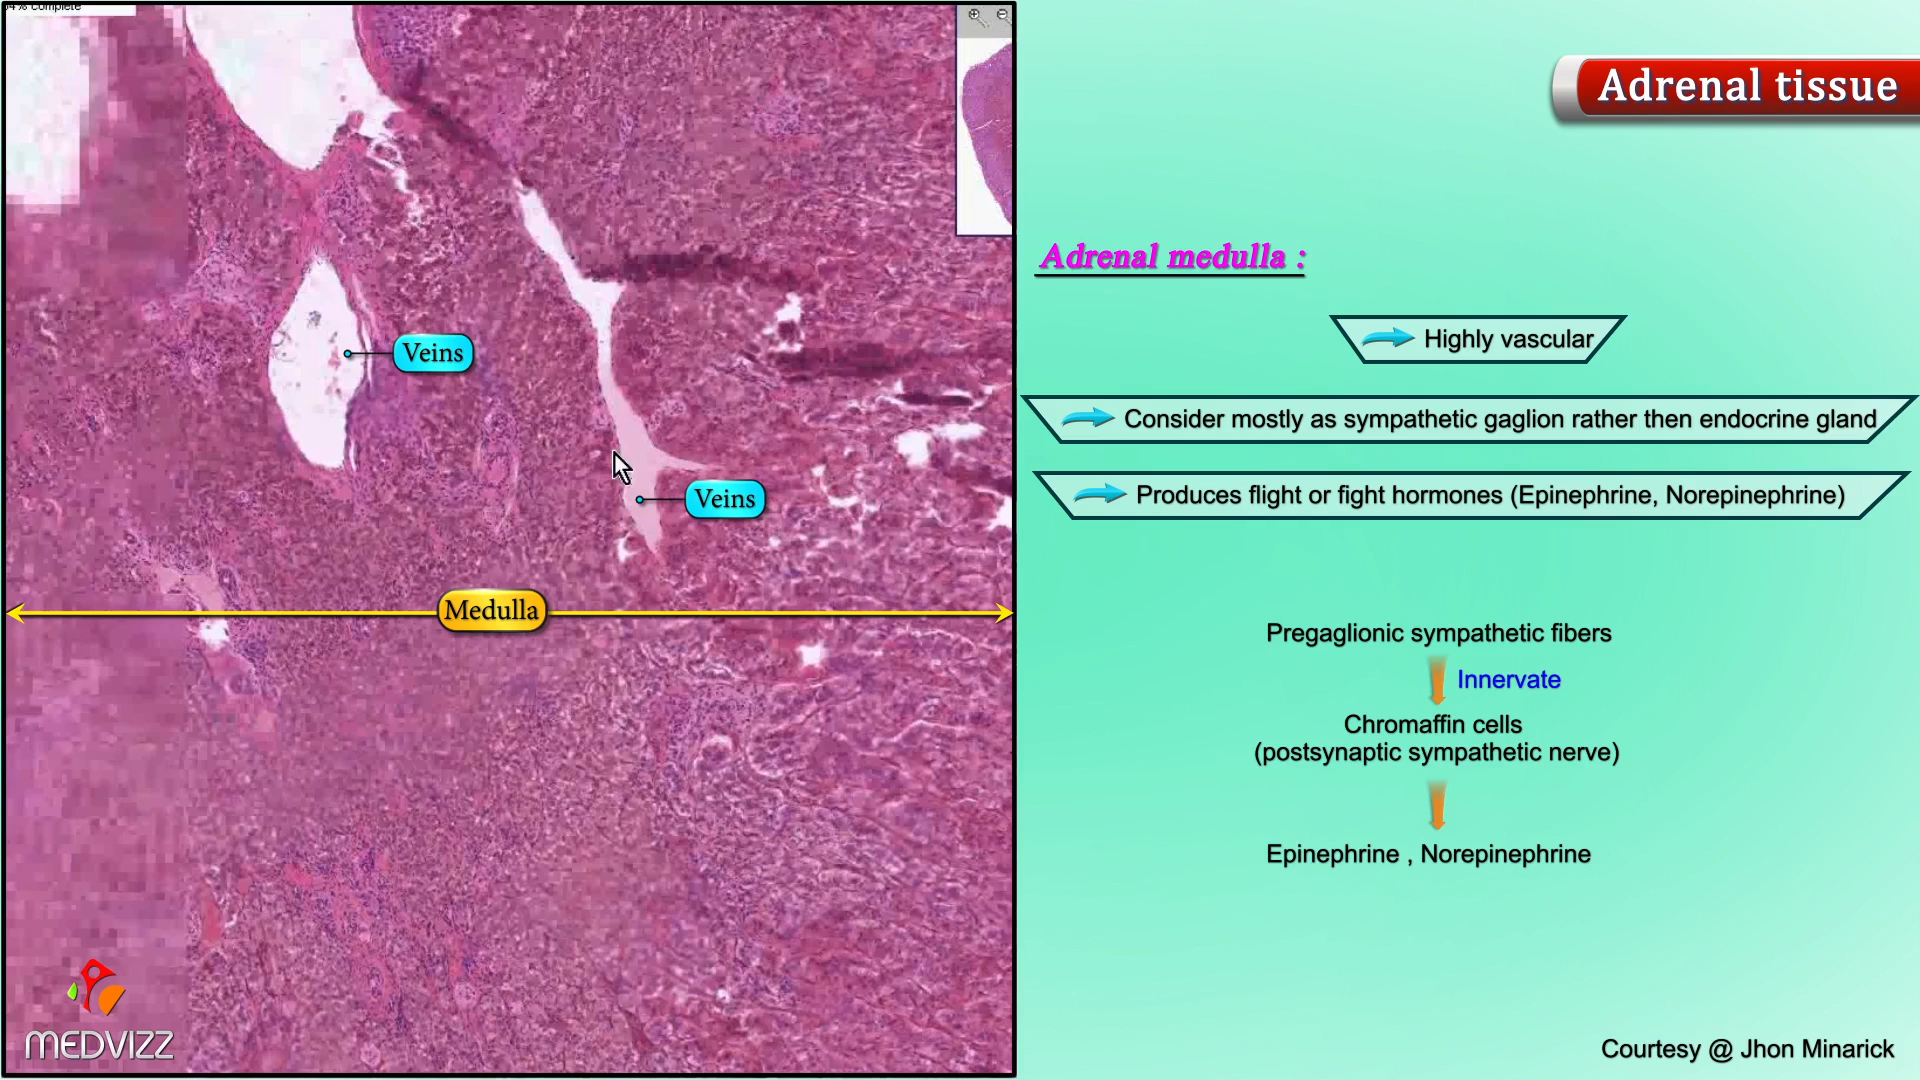 54% complete
Adrenal tissue
Adrenal medulla :
Highly vascular
Consider mostly as sympathetic gaglion rather then endocrine gland
Produces flight or fight hormones (Epinephrine, Norepinephrine)
Veins
Veins
Medulla
Pregaglionic sympathetic fibers
Innervate
Chromaffin cells
(postsynaptic sympathetic nerve)
Epinephrine , Norepinephrine
MEDVIZZ
Courtesy @ Jhon Minarick